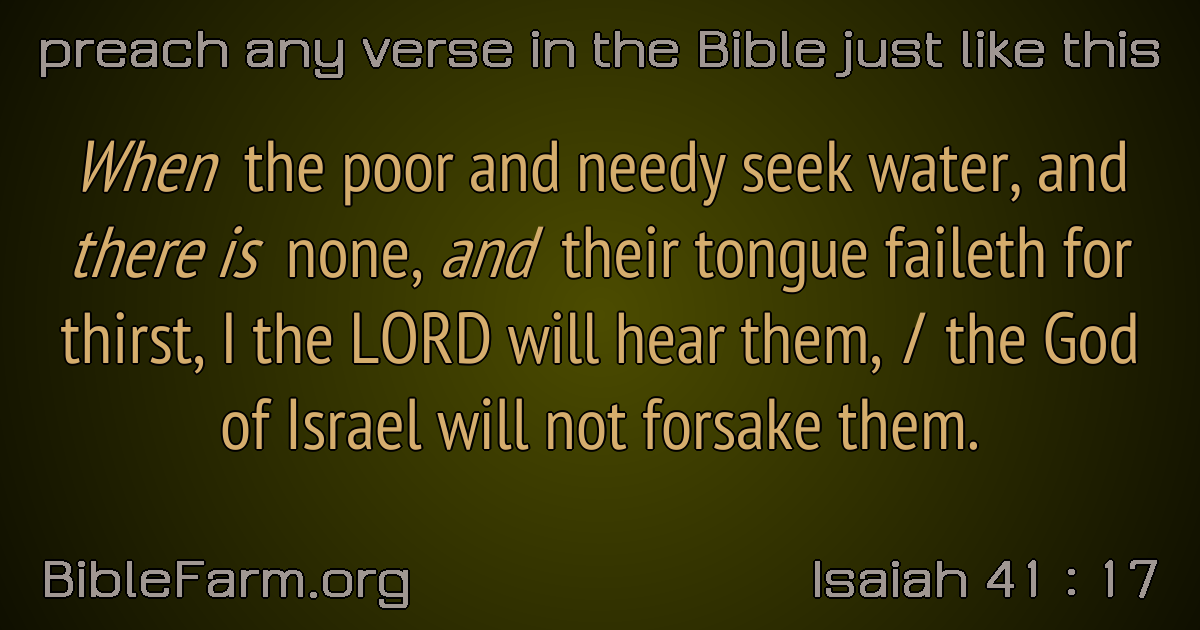 preach any verse in the Bible just like this
When the poor and needy seek water, and
there is none, and their tongue faileth for
thirst, I the LORD will hear them, / the God
of Israel will not forsake them.
BibleFarm.org
Isaiah 41 : 17